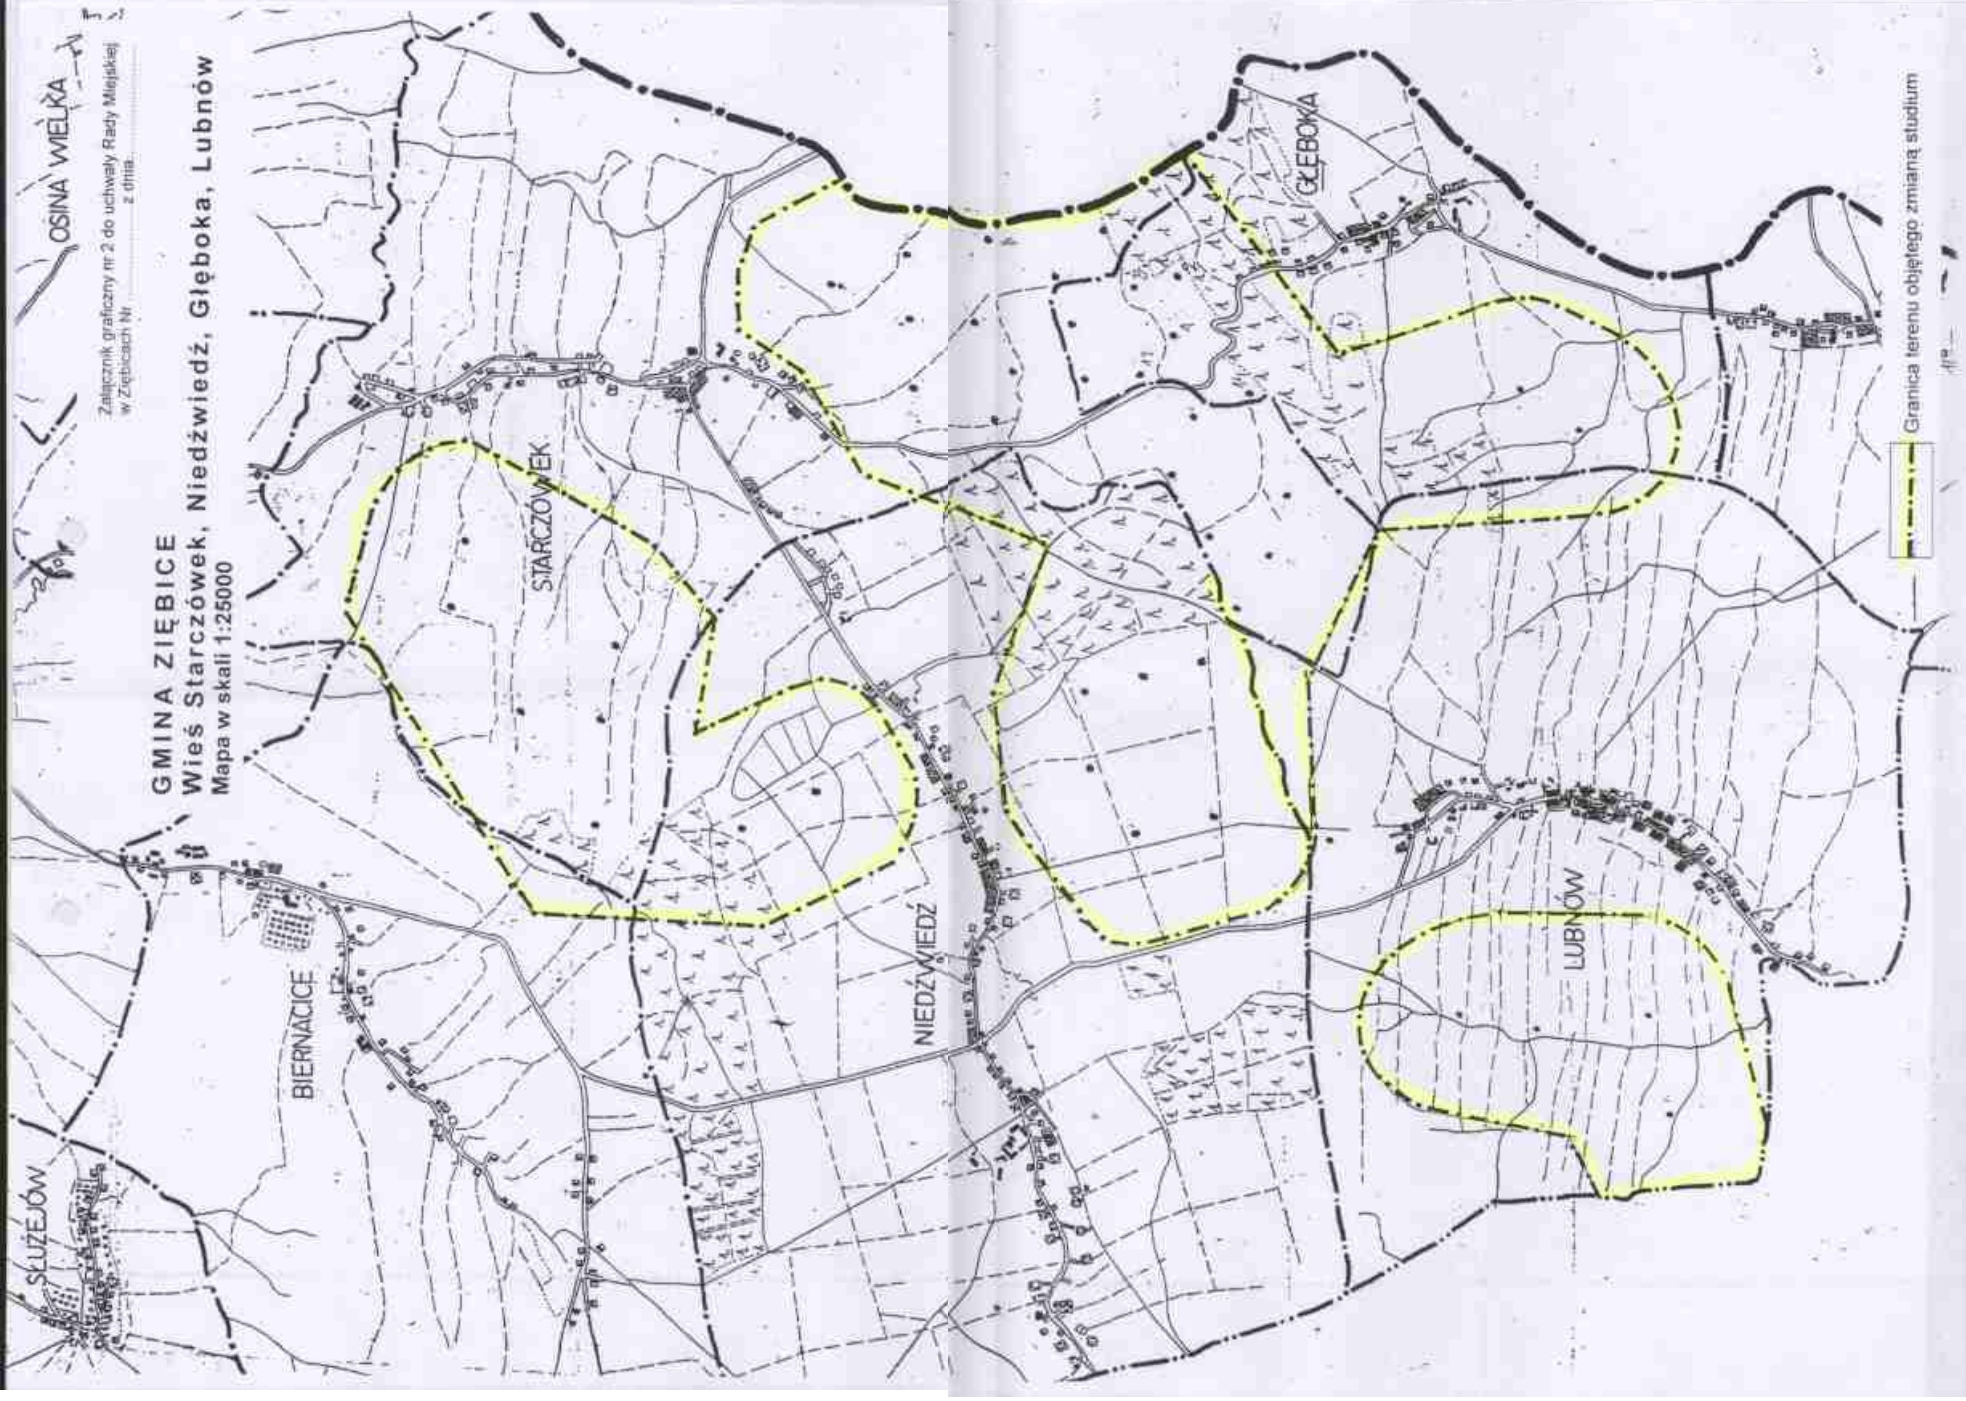 Załącznik graficzny nr 2 do uchwały Rady Miejskiej
w Ziębicach Nr ........................ z dnia........................
GMINA ZIĘBICE
Wieś Starczówek, Niedźwiedź, Głęboka, Lubnów
Mapa w skali 1:25000
OSINA WIELKA
STARCZÓWEK
GŁĘBOKA
BIERNACICE
NIEDŹWIEDŹ
LUBNÓW
SŁUŻEJÓW
Granica terenu objętego zmianą studium